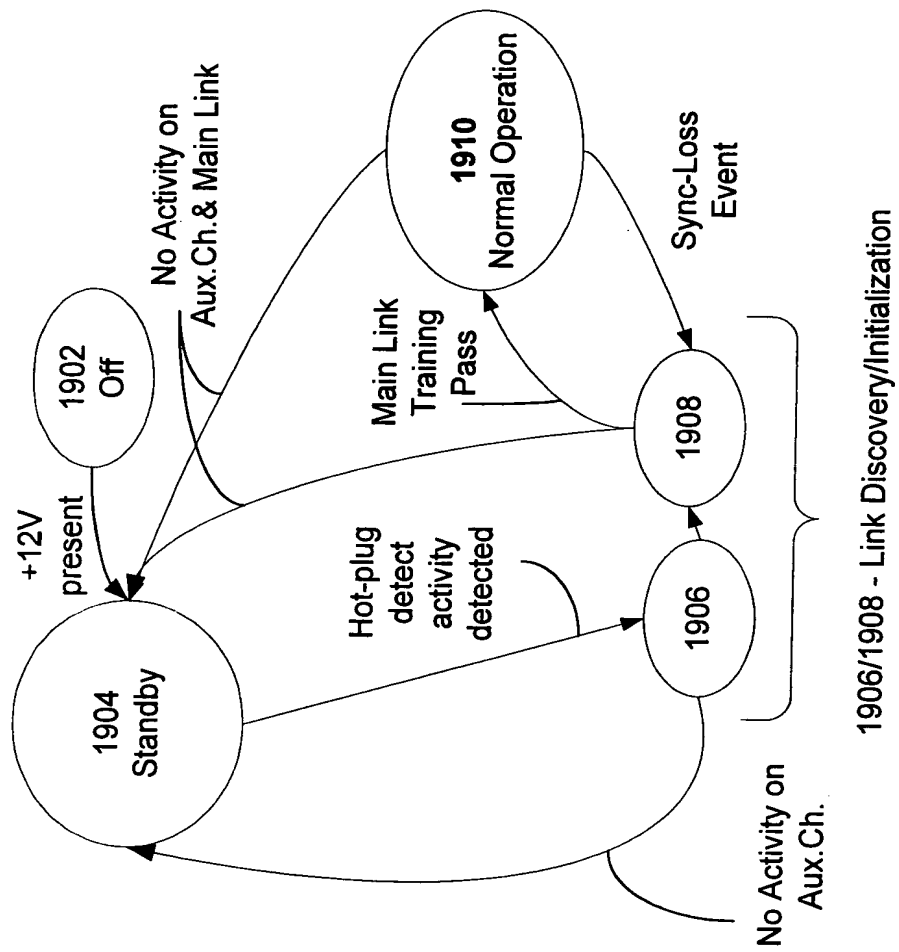 1902
Off
+12V
present
1904
Standby
No Activity on
Aux.Ch.& Main Link
Hot-plug
detect
activity
detected
Main Link
Training
Pass
1910
Normal Operation
No Activity on
Aux.Ch.
1906
1908
Sync-Loss
Event
1906/1908 - Link Discovery/Initialization